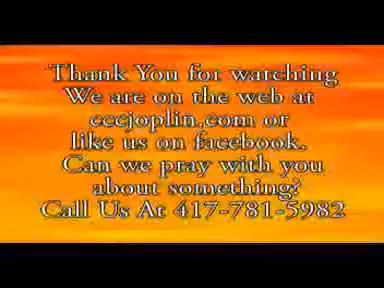 Thank You for watching
We are on the web at
cccjoplin.com or
like us on facebook.
Can we pray with you
about something?
Call Us At 417-781-5982